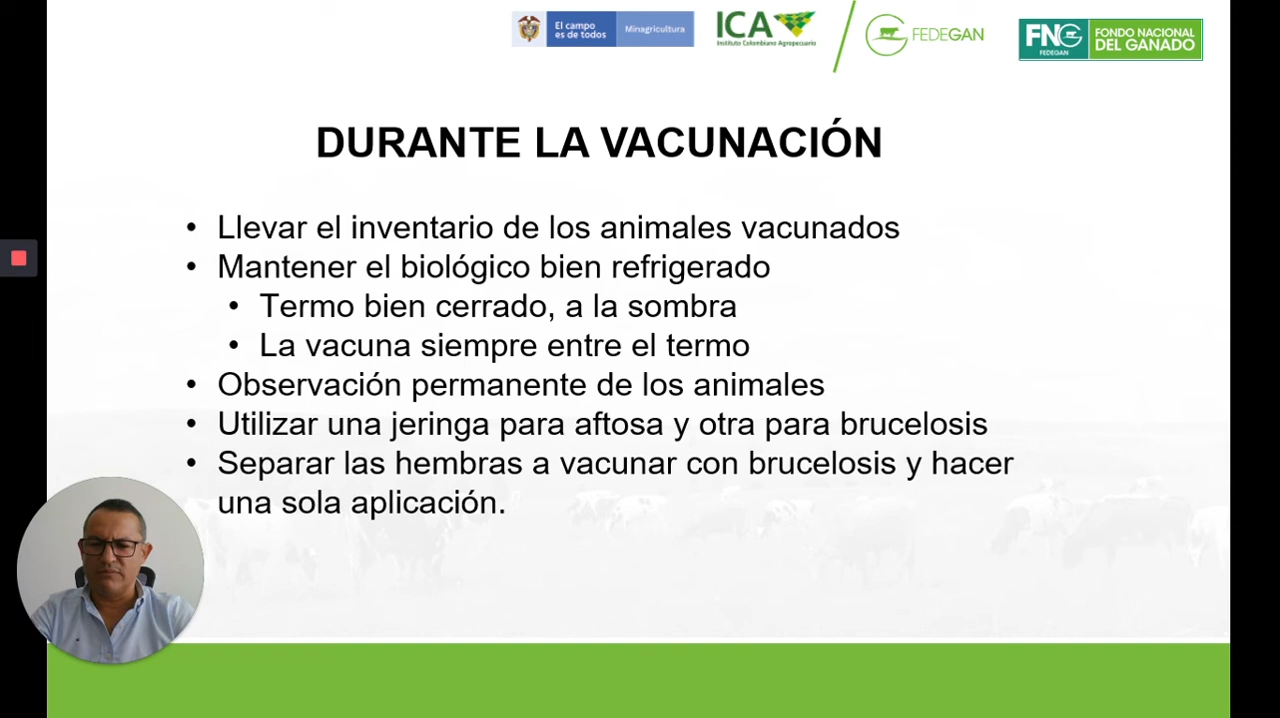 El campo
es de todos
Minagricultura
ICA
Instituto Colombiano Agropecuario
FEDEGAN
FNG
FEDEGAN
FONDO NACIONAL
DEL GANADO
DURANTE LA VACUNACIÓN
• Llevar el inventario de los animales vacunados
• Mantener el biológico bien refrigerado
• Termo bien cerrado, a la sombra
• La vacuna siempre entre el termo
• Observación permanente de los animales
• Utilizar una jeringa para aftosa y otra para brucelosis
• Separar las hembras a vacunar con brucelosis y hacer
una sola aplicación.